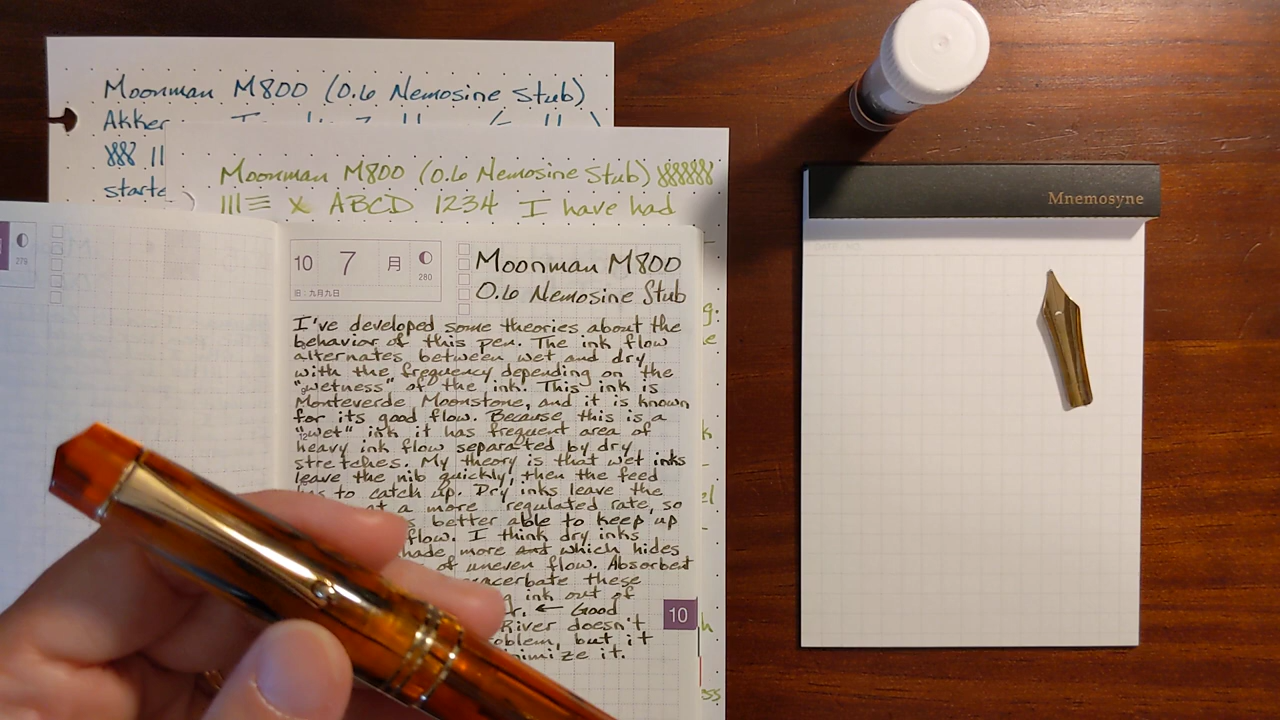 Moonman M800 (0.6 Nemosine Stub)
Akker
starte
Moonman M800 (0.6 Nemosine Stub)
X ABCD 1234 I have had
276
10 7 月 280
旧:九月九日
Moonman M800
0.6 Nemosine Stub
I've developed some theories about the
behavior of this pen. The ink flow
alternates between wet and dry
with the frequency depending on the
"wetness" of the ink. This ink is
Monteverde Moonstone, and it is known
for its good flow. Because this is a
"wet" ink it has frequent area of
heavy ink flow separated by dry
stretches. My theory is that wet inks
leave the nib quickly, then the feed
has to catch up. Dry inks leave the
at a more regulated rate, so
better able to keep up
flow. I think dry inks
more and which hides
of uneven flow. Absorbent
these
ink out of
← Good
River doesn't
but it
it.
10
Mnemosyne